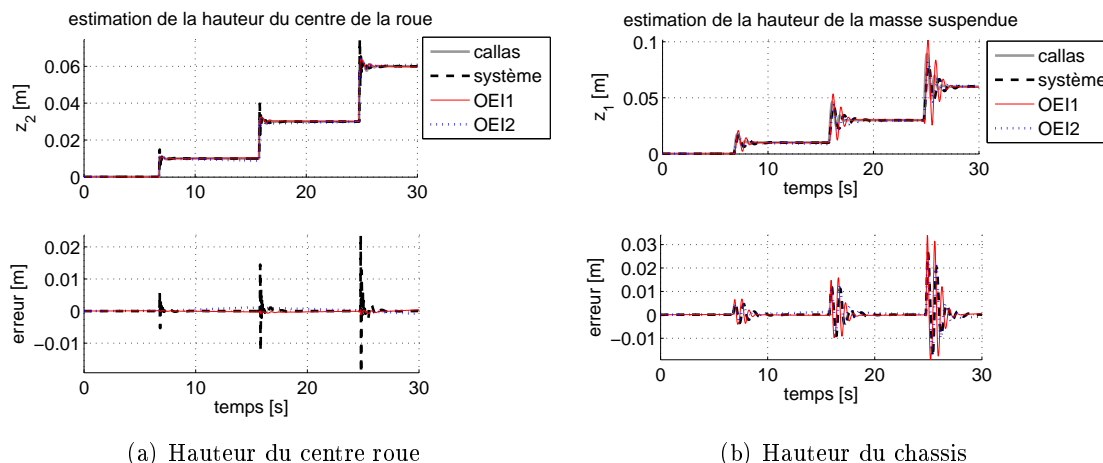 estimation de la hauteur du centre de la roue
z2 [m]
0.06
0.04
0.02
0
0 10 20 30
callas
système
OEI1
OEI2
erreur [m]
0.02
0.01
0
−0.01
0 10 20 30
temps [s]
(a) Hauteur du centre roue
estimation de la hauteur de la masse suspendue
z1 [m]
0.1
0.05
0
0 10 20 30
temps [s]
callas
système
OEI1
OEI2
erreur [m]
0.03
0.02
0.01
0
−0.01
0 10 20 30
temps [s]
(b) Hauteur du chassis